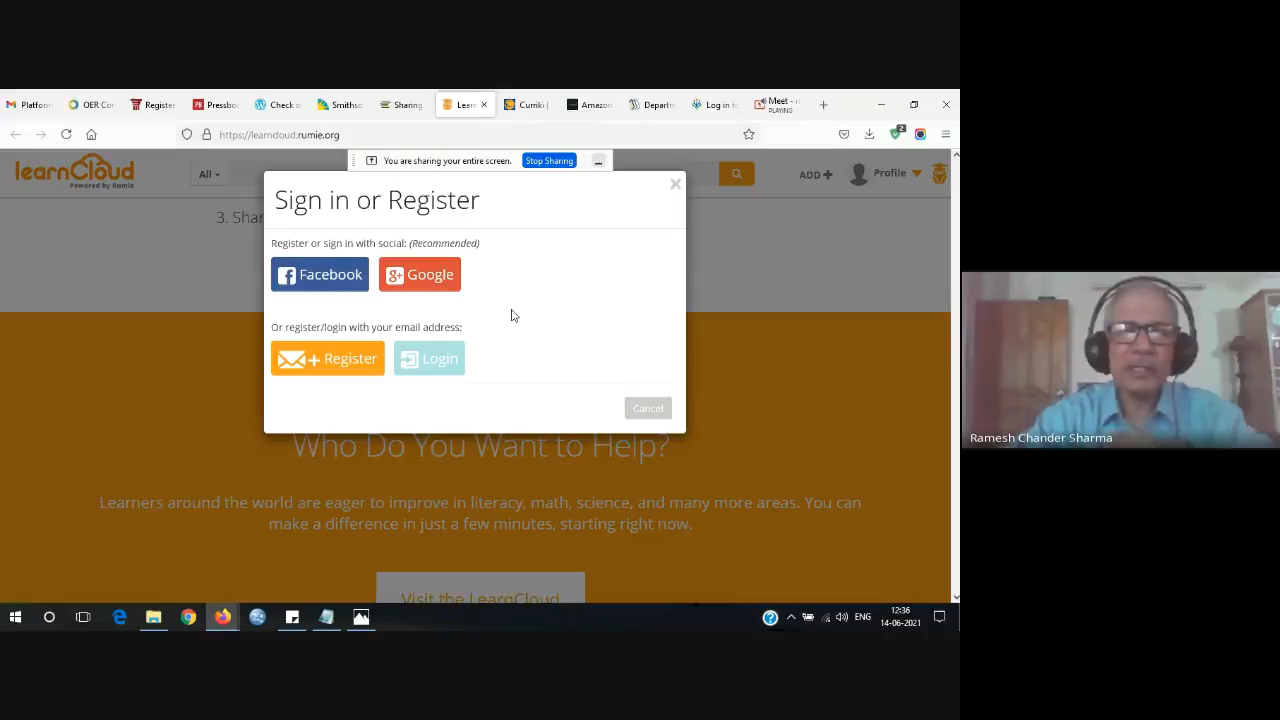 Platform
OER Cor
Register
Pressbo
Check o
Smithso
Sharing
Learn
Curriki |
Amazon
Departm
Log in to
Meet - r
PLAYING
https://learncloud.rumie.org
2
You are sharing your entire screen.
Stop Sharing
learnCloud
Powered by Rumie
All
ADD
Profile
3. Shar
Sign in or Register
Register or sign in with social: (Recommended)
Facebook
Google
Or register/login with your email address:
Register
Login
Cancel
Who Do You Want to Help?
Learners around the world are eager to improve in literacy, math, science, and many more areas. You can
make a difference in just a few minutes, starting right now.
Visit the LearnCloud
Ramesh Chander Sharma
ENG
12:36
14-06-2021